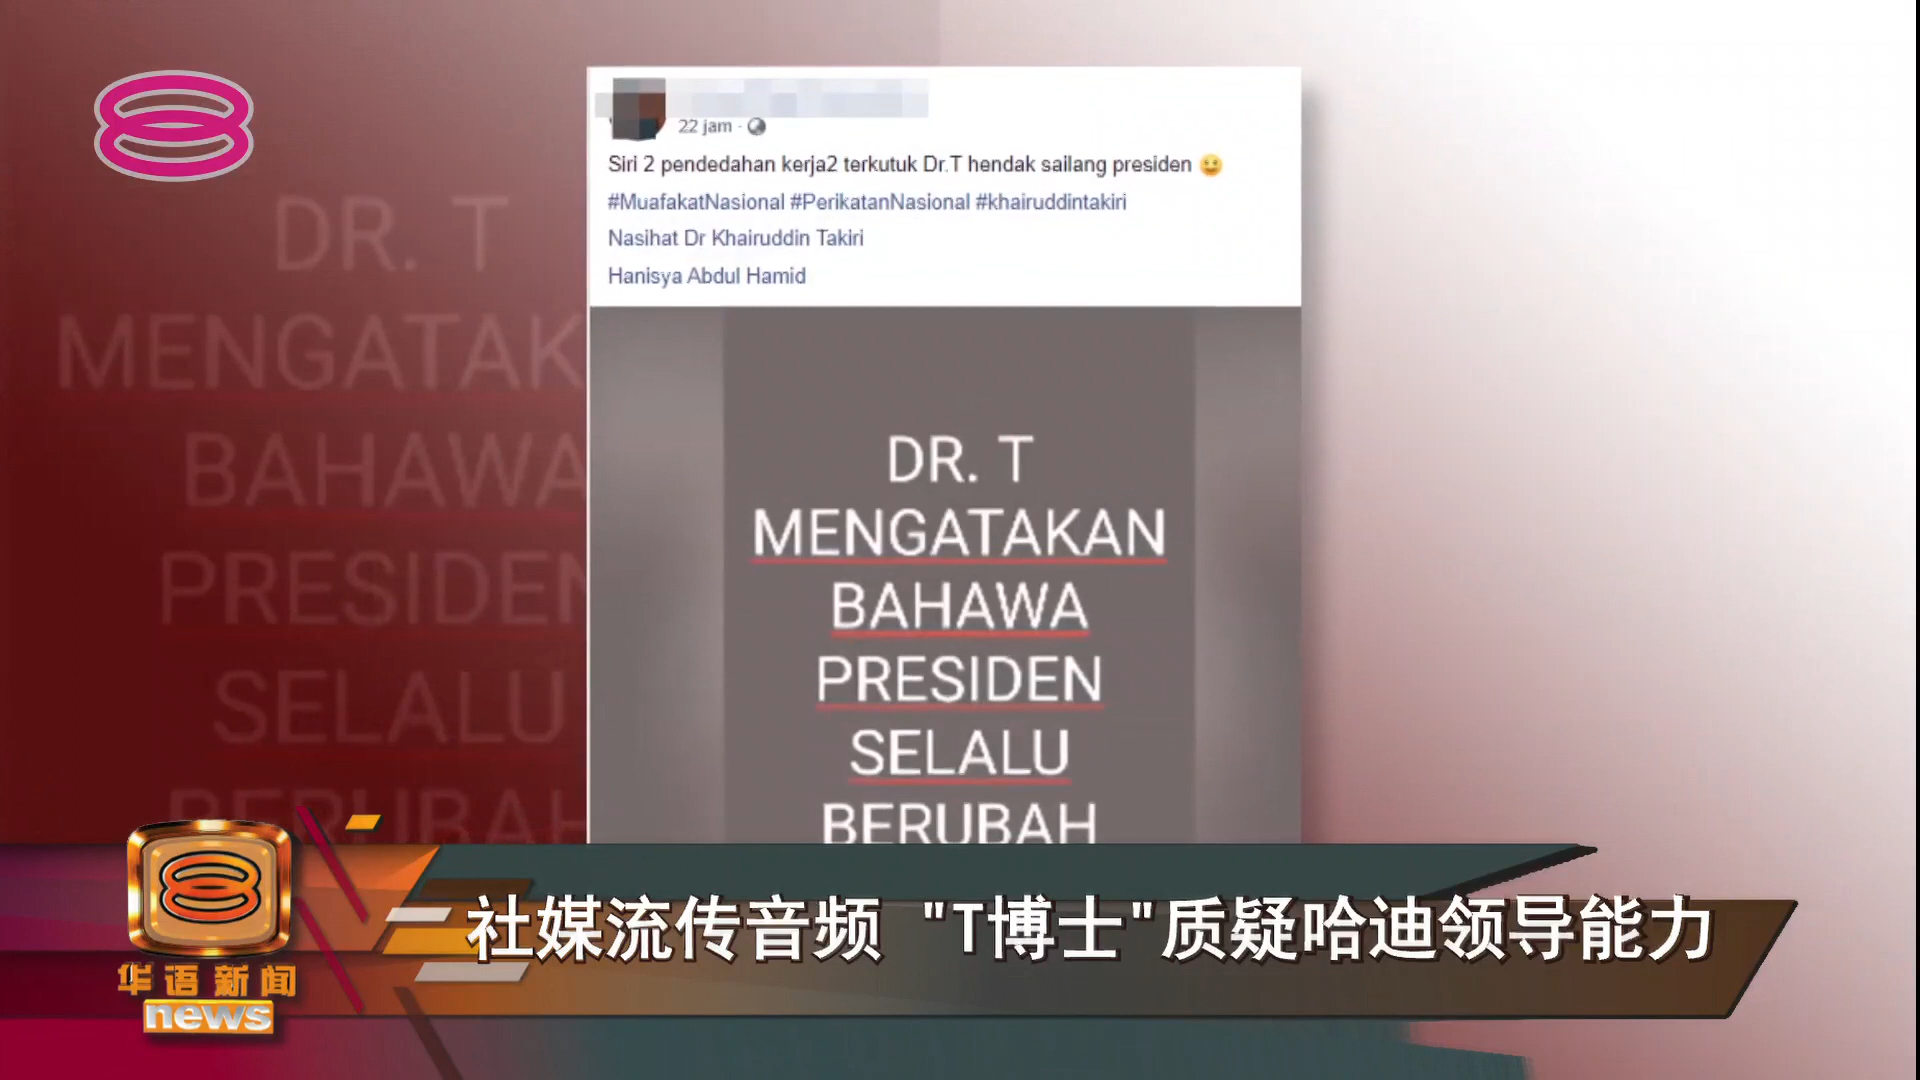 22 jam ·
Siri 2 pendedahan kerja2 terkutuk Dr.T hendak sailang presiden
#MuafakatNasional #PerikatanNasional #khairuddintakiri
Nasihat Dr Khairuddin Takiri
Hanisya Abdul Hamid
DR. T
MENGATAK
BAHAWA
PRESIDEN
SELALU
BERUBAH
DR. T
MENGATAKAN
BAHAWA
PRESIDEN
SELALU
BERUBAH
社媒流传音频 "T博士"质疑哈迪领导能力
华语新闻
news